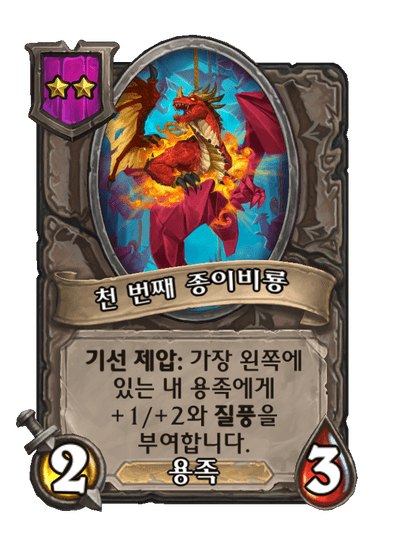 천 번째 종이비룡
기선 제압: 가장 왼쪽에
있는 내 용족에게
+1/+2와 질풍을
부여합니다.
2
용족
3